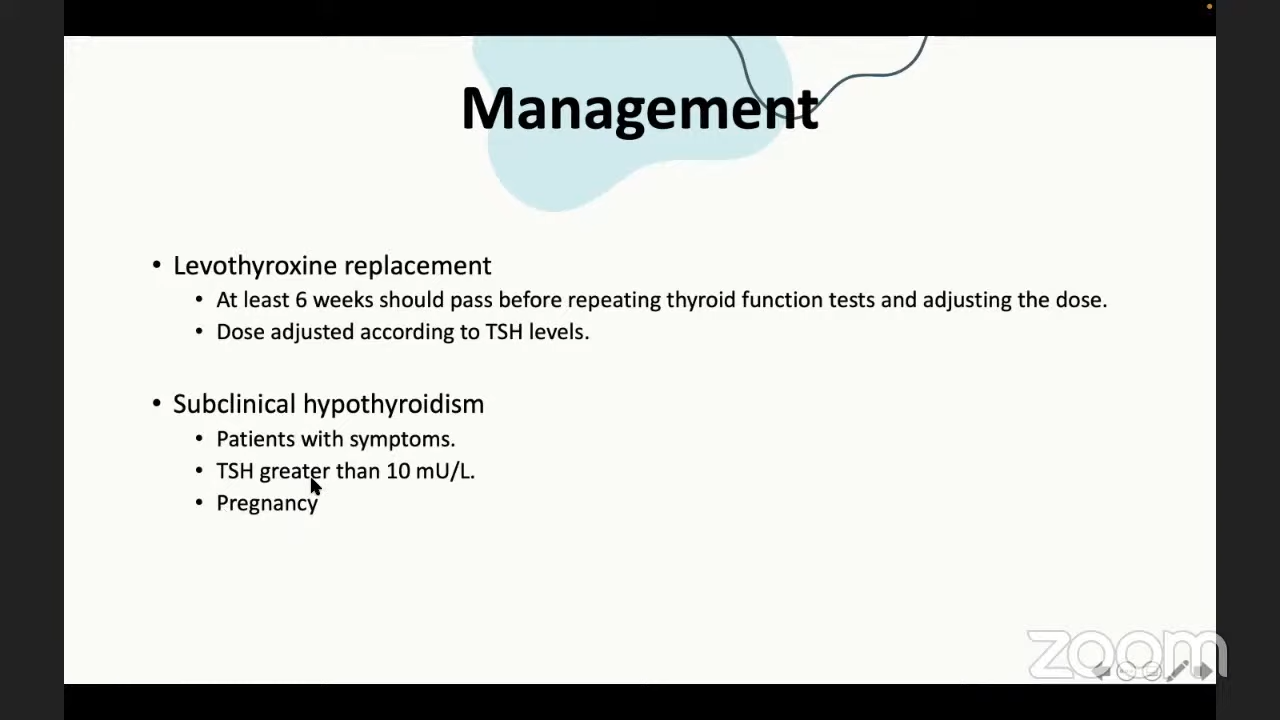 Management
• Levothyroxine replacement
• At least 6 weeks should pass before repeating thyroid function tests and adjusting the dose.
• Dose adjusted according to TSH levels.
• Subclinical hypothyroidism
• Patients with symptoms.
• TSH greater than 10 mU/L.
• Pregnancy
zoom